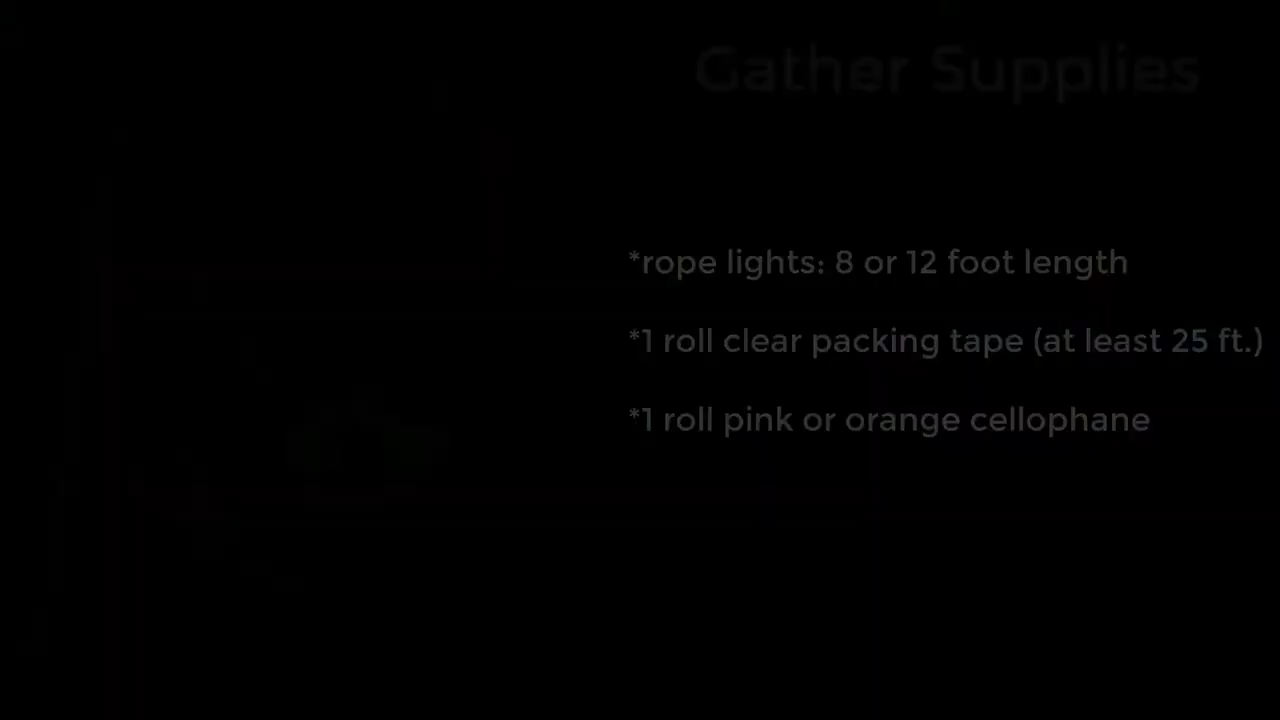 Gather Supplies
*rope lights: 8 or 12 foot length
*1 roll clear packing tape (at least 25 ft.)
*1 roll pink or orange cellophane